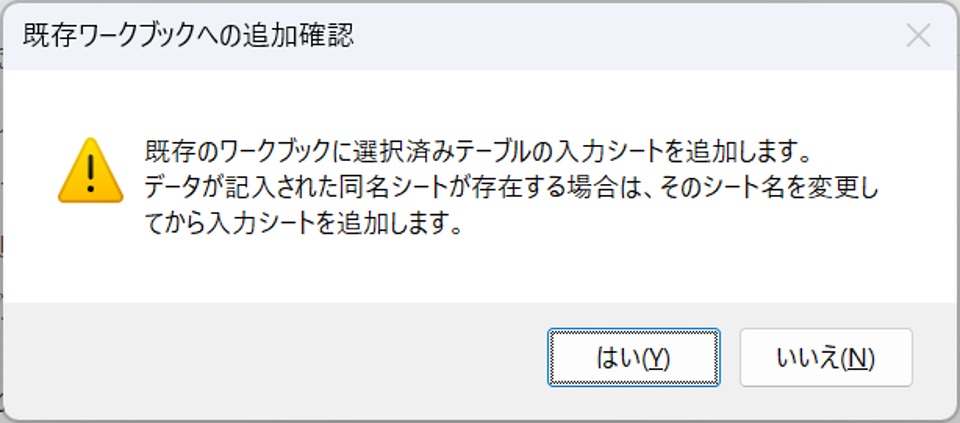 既存ワークブックへの追加確認
既存のワークブックに選択済みテーブルの入力シートを追加します。
データが記入された同名シートが存在する場合は、そのシート名を変更し
てから入力シートを追加します。
はい(Y)
いいえ(N)